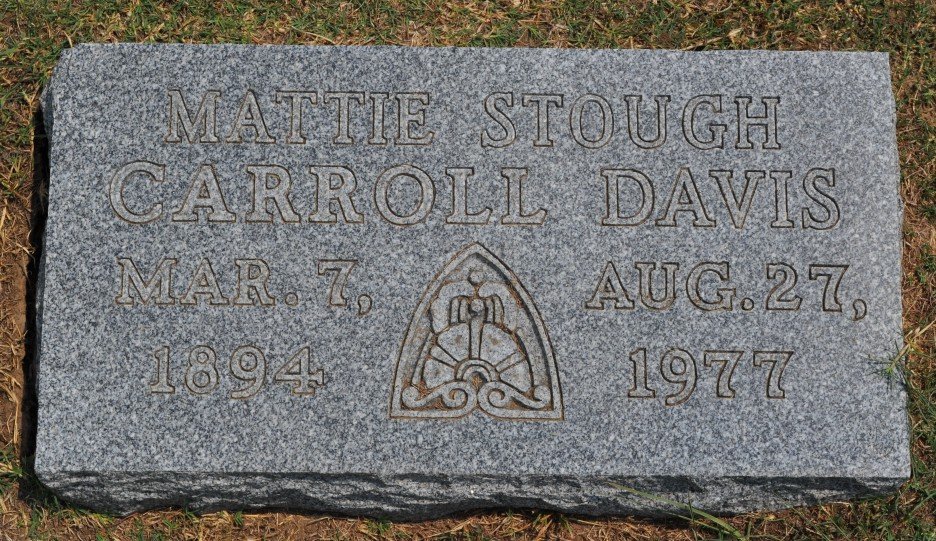 MATTIE STOUGH
CARROLL DAVIS
MAR. 7, AUG. 27,
1894 1977